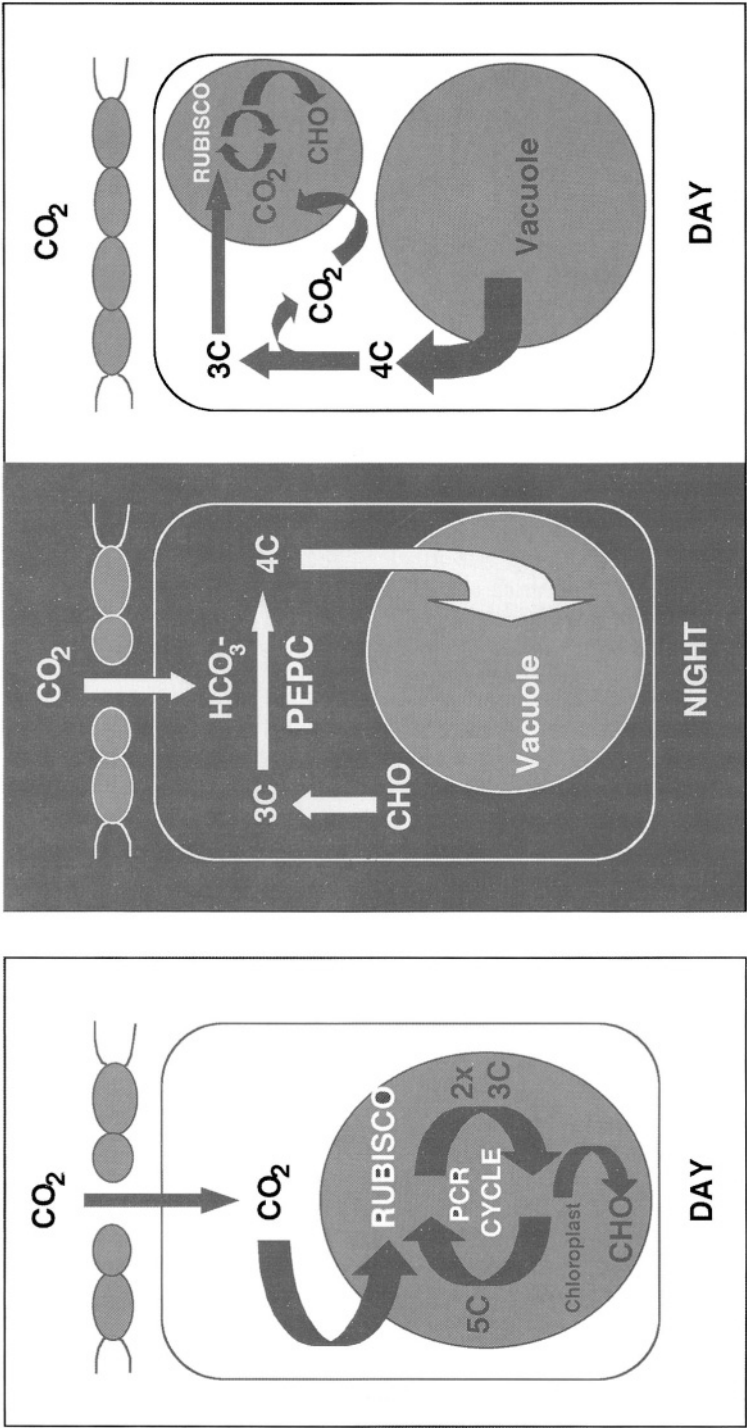 CO2
CO2
RUBISCO
PCR
CYCLE
5C
2x
3C
Chloroplast
CHO
DAY
CO2
HCO3-
3C
4C
PEPC
CHO
Vacuole
NIGHT
CO2
3C
RUBISCO
CO2
CHO
CO2
4C
Vacuole
DAY